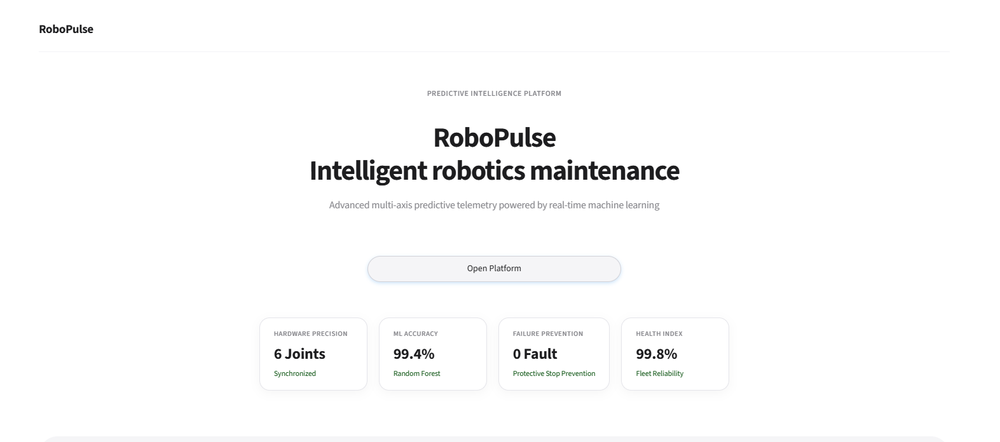 RoboPulse
PREDICTIVE INTELLIGENCE PLATFORM
RoboPulse
Intelligent robotics maintenance
Advanced multi-axis predictive telemetry powered by real-time machine learning
Open Platform
HARDWARE PRECISION
6 Joints
Synchronized
ML ACCURACY
99.4%
Random Forest
FAILURE PREVENTION
0 Fault
Protective Stop Prevention
HEALTH INDEX
99.8%
Fleet Reliability